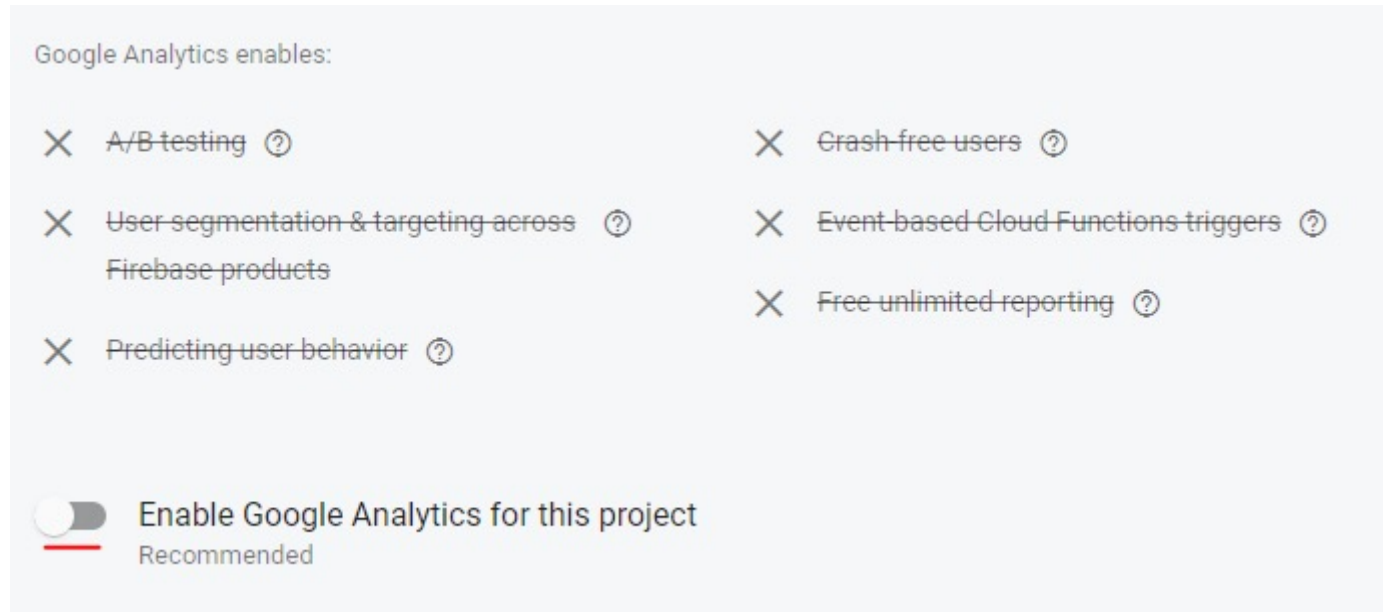 Google Analytics enables:
A/B testing
User segmentation & targeting across
Firebase products
Predicting user behavior
Crash-free users
Event-based Cloud Functions triggers
Free unlimited reporting
Enable Google Analytics for this project
Recommended